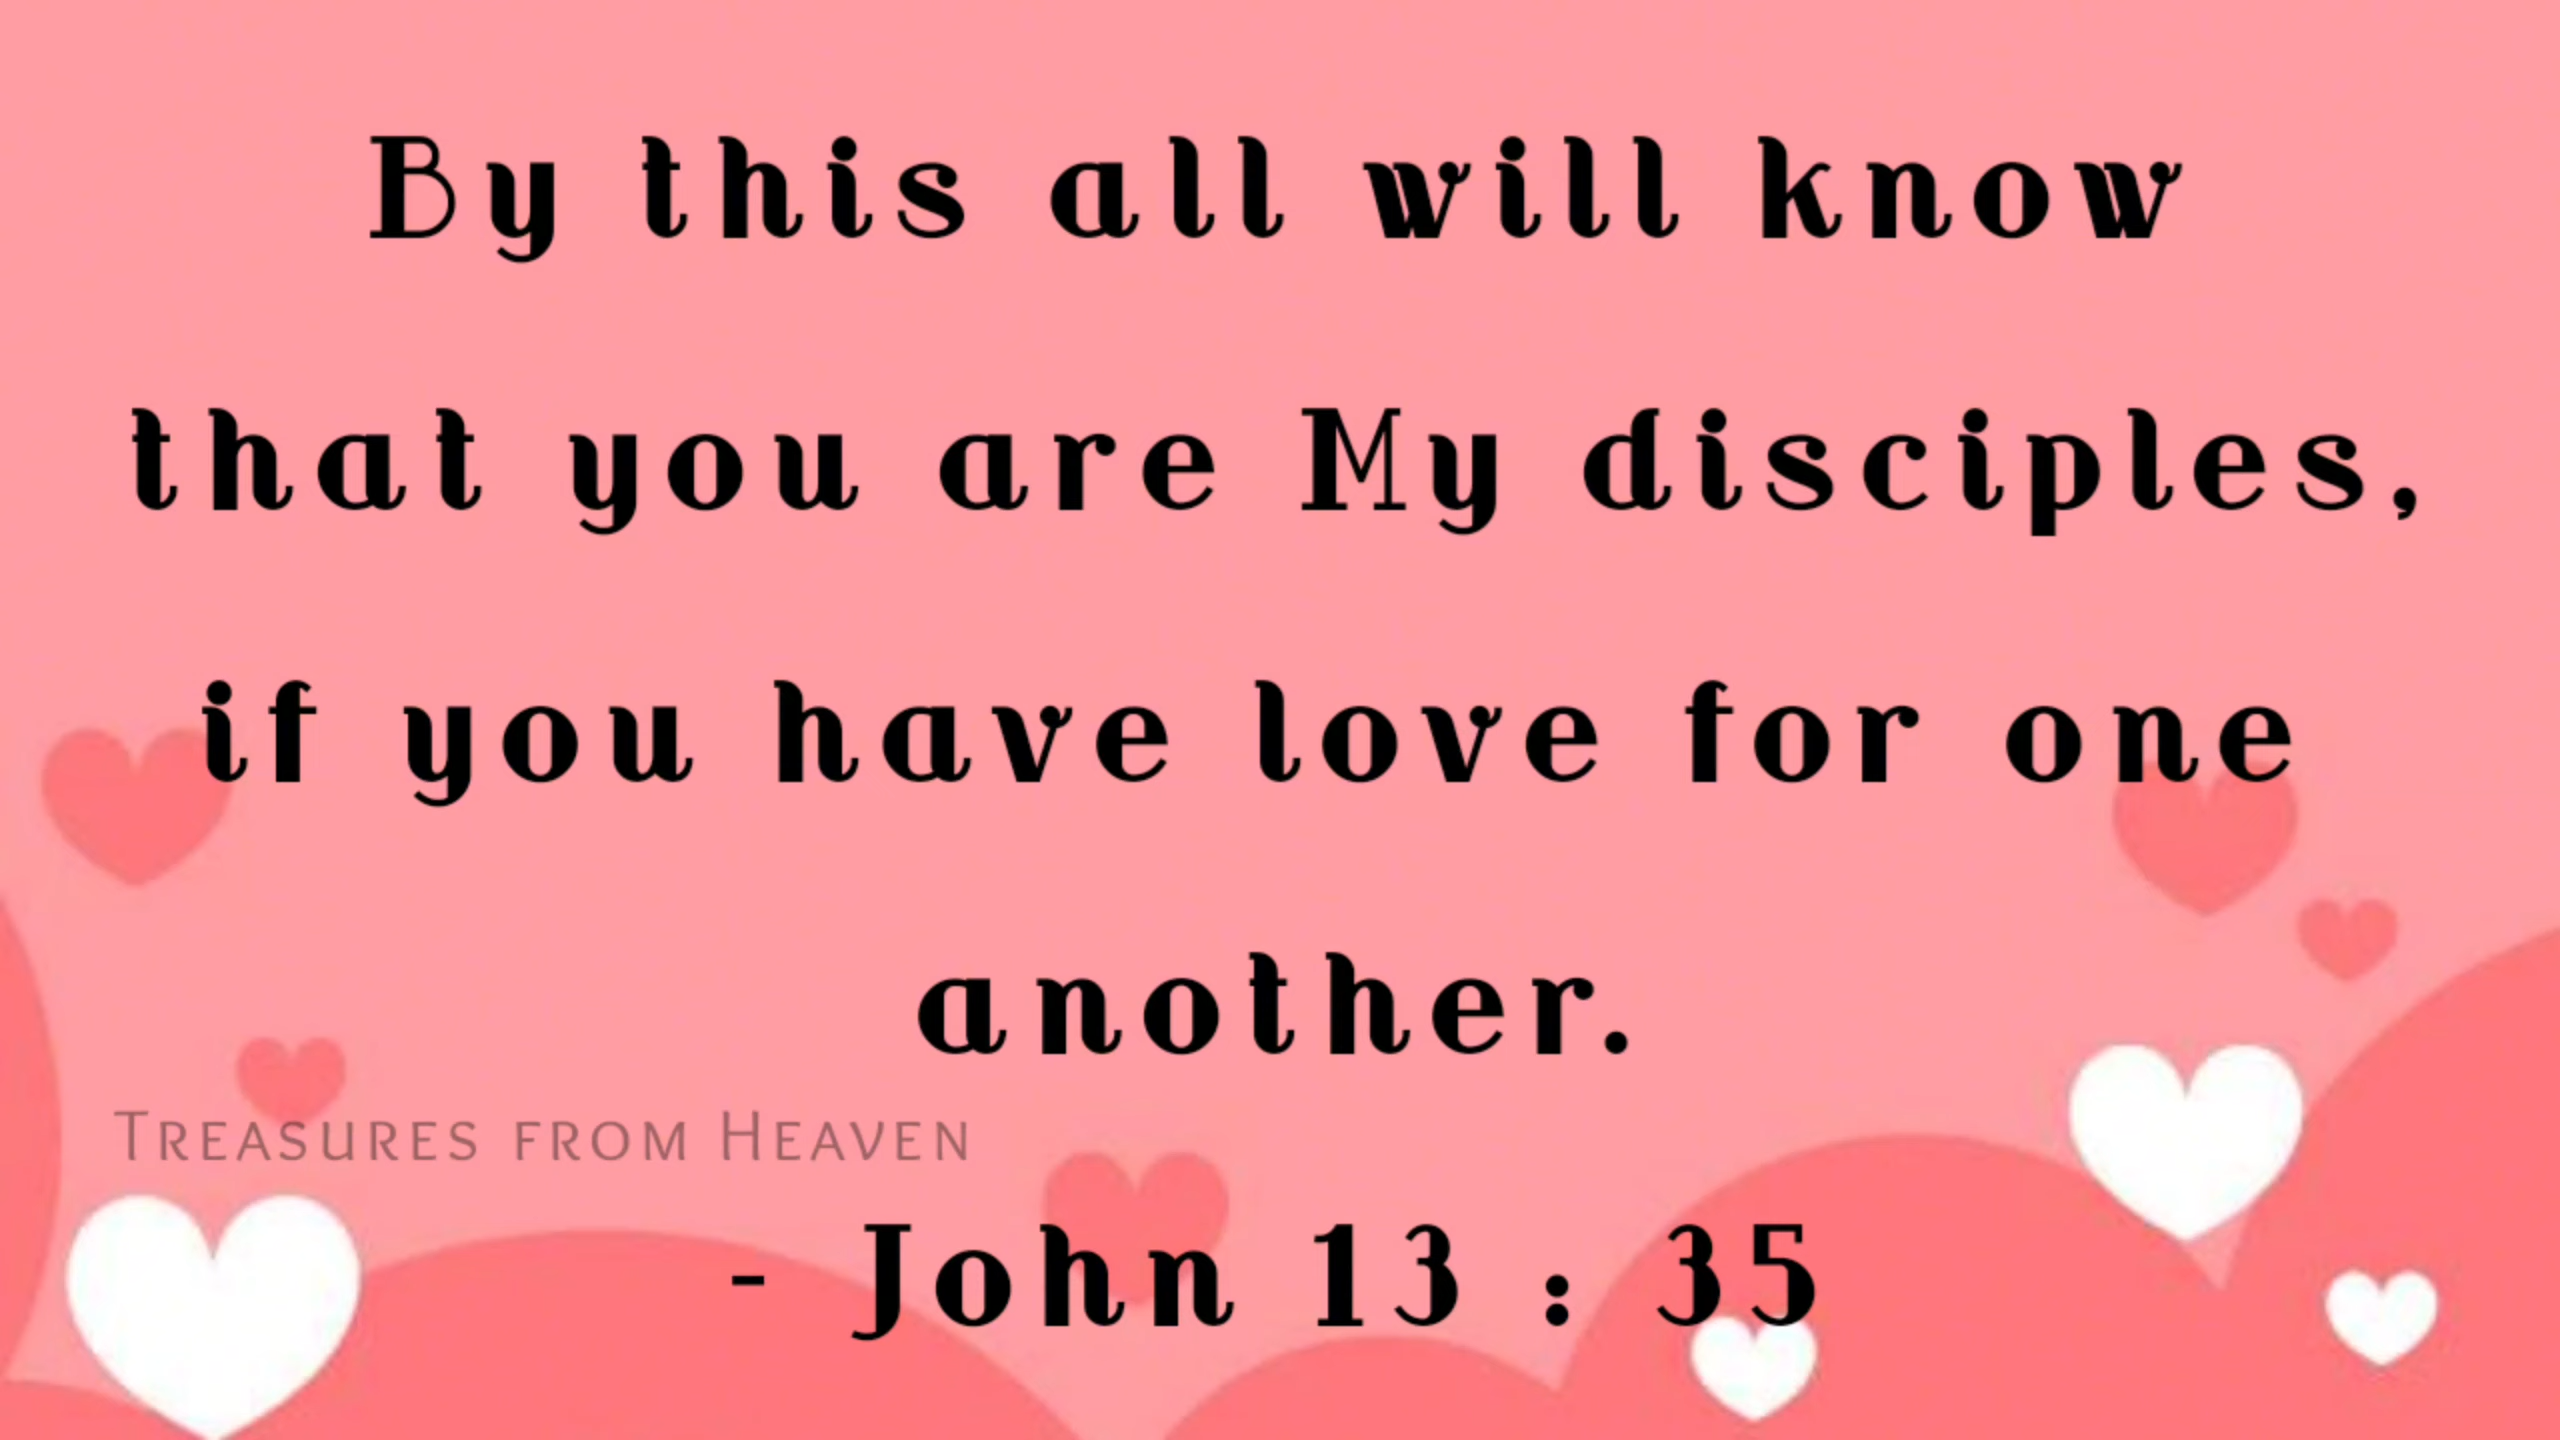 By this all will know
that you are My disciples,
if you have love for one
another.
Treasures from Heaven
- John 13 : 35